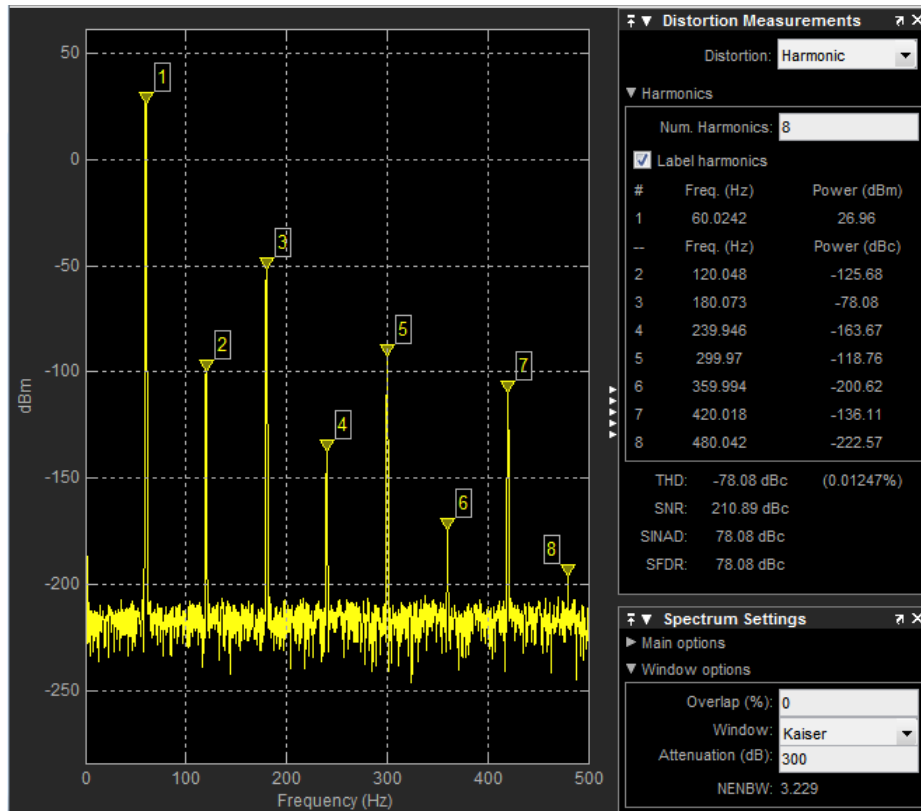 50
0
-50
-100
-150
-200
-250
dBm
0 100 200 300 400 500
Frequency (Hz)
1
2
3
4
5
6
7
8
Distortion Measurements
Distortion: Harmonic
Harmonics
Num. Harmonics: 8
Label harmonics
# Freq. (Hz) Power (dBm)
1 60.0242 26.96
-- Freq. (Hz) Power (dBc)
2 120.048 -125.68
3 180.073 -78.08
4 239.946 -163.67
5 299.97 -118.76
6 359.994 -200.62
7 420.018 -136.11
8 480.042 -222.57
THD: -78.08 dBc (0.01247%)
SNR: 210.89 dBc
SINAD: 78.08 dBc
SFDR: 78.08 dBc
Spectrum Settings
Main options
Window options
Overlap (%): 0
Window: Kaiser
Attenuation (dB): 300
NENBW: 3.229